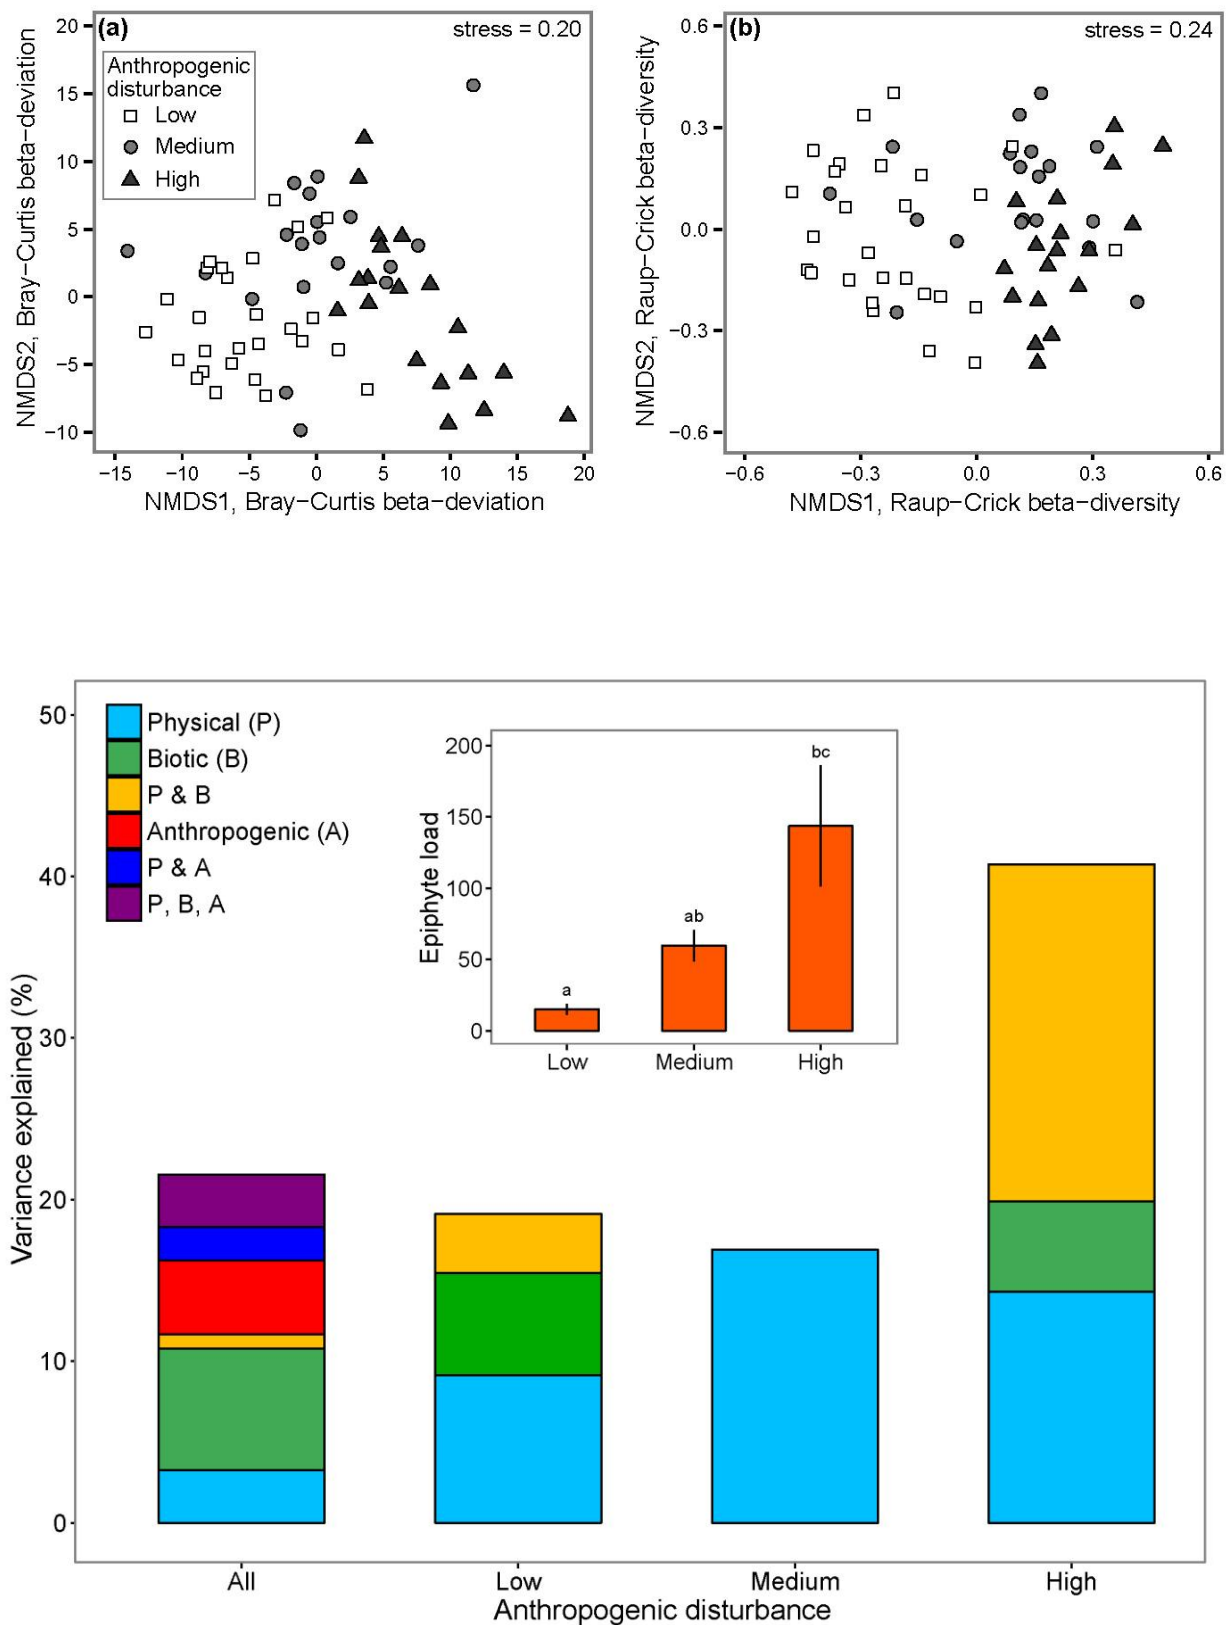 (a)
stress = 0.20
Anthropogenic
disturbance
Low
Medium
High
20
15
10
5
0
−5
−10
NMDS2, Bray−Curtis beta−deviation
−15 −10 −5 0 5 10 15 20
NMDS1, Bray−Curtis beta−deviation
(b)
stress = 0.24
0.6
0.3
0.0
−0.3
−0.6
NMDS2, Raup−Crick beta−diversity
−0.6 −0.3 0.0 0.3 0.6
NMDS1, Raup−Crick beta−diversity
Physical (P)
Biotic (B)
P & B
Anthropogenic (A)
P & A
P, B, A
50
40
30
20
10
0
Variance explained (%)
200
150
100
50
0
Epiphyte load
a
ab
bc
Low Medium High
All Low Medium High
Anthropogenic disturbance